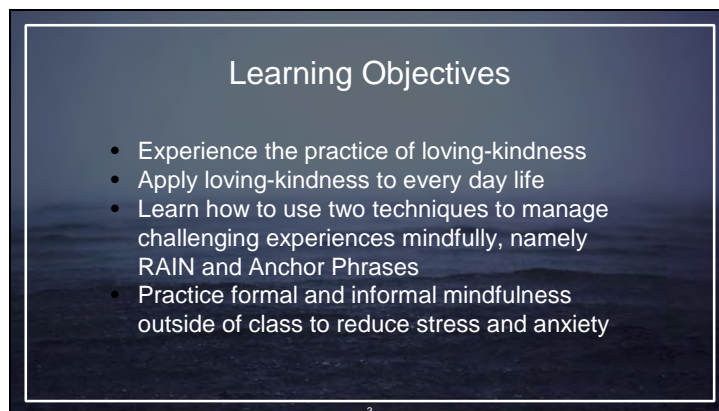 Learning Objectives
• Experience the practice of loving-kindness
• Apply loving-kindness to every day life
• Learn how to use two techniques to manage
challenging experiences mindfully, namely
RAIN and Anchor Phrases
• Practice formal and informal mindfulness
outside of class to reduce stress and anxiety
3